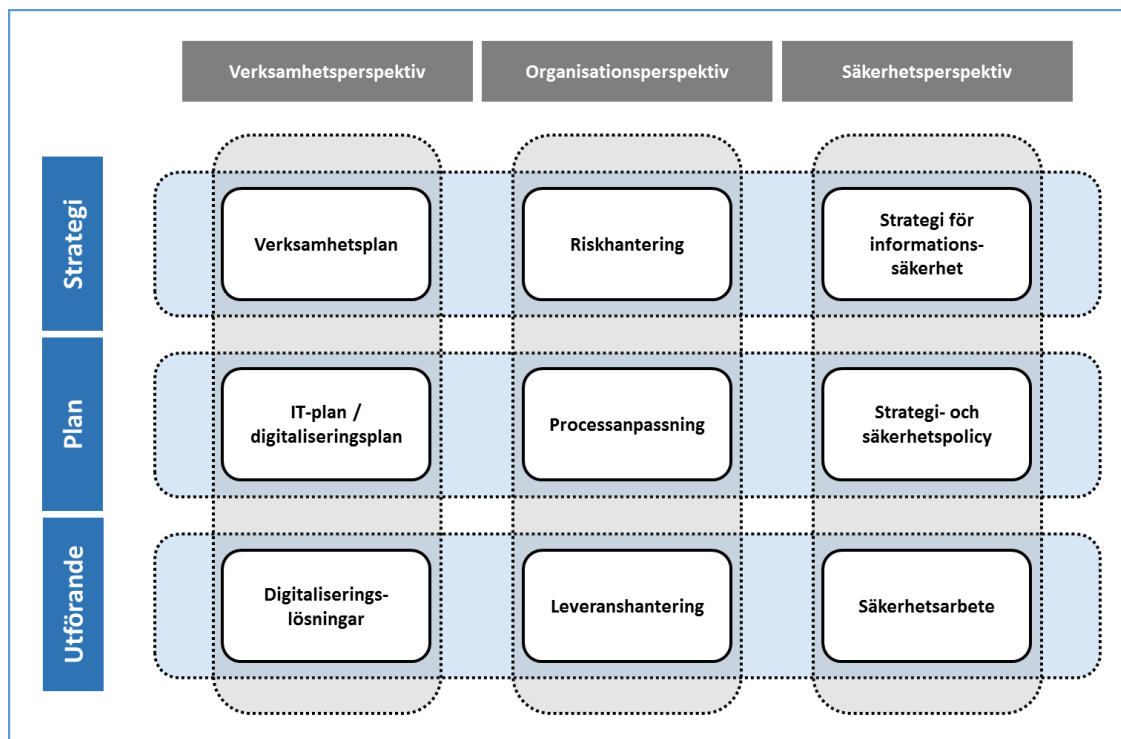 Verksamhetsperspektiv
Organisationsperspektiv
Säkerhetsperspektiv
Strategi
Verksamhetsplan
Riskhantering
Strategi för
informations-
säkerhet
Plan
IT-plan /
digitaliseringsplan
Processanpassning
Strategi- och
säkerhetspolicy
Utförande
Digitaliserings-
lösningar
Leveranshantering
Säkerhetsarbete